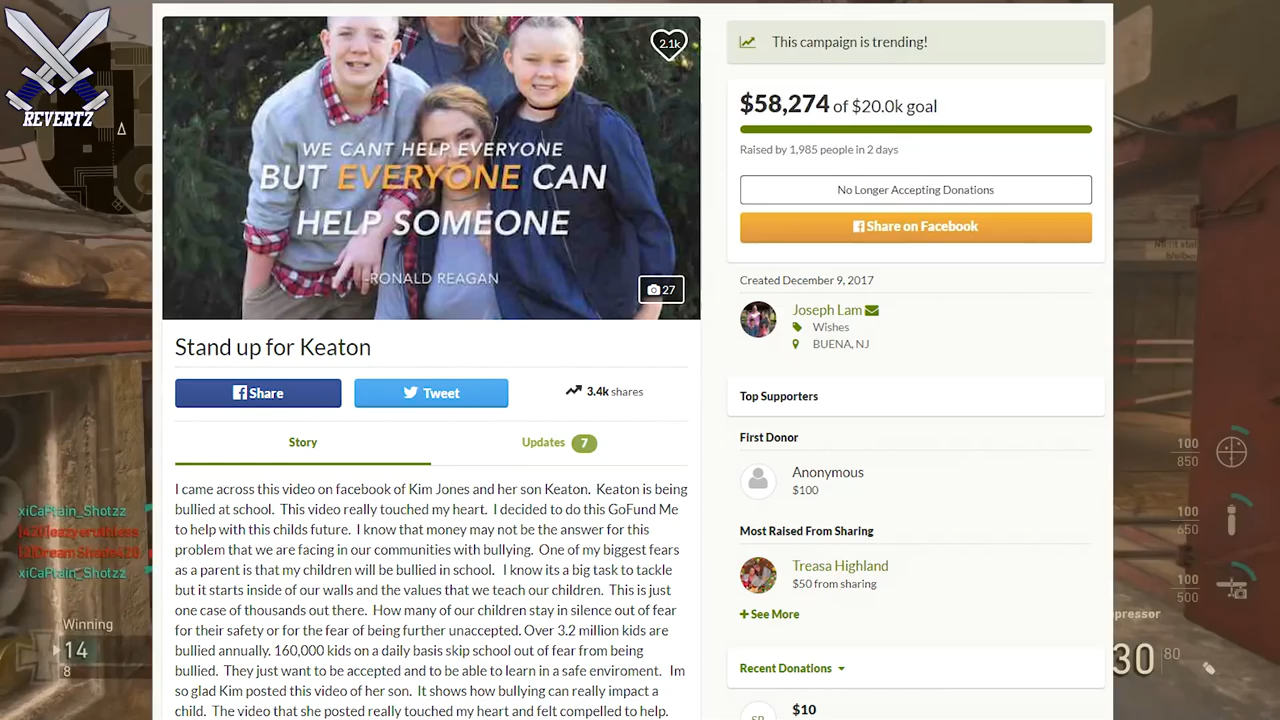 REVERTZ
2.1k
WE CANT HELP EVERYONE
BUT EVERYONE CAN
HELP SOMEONE
-RONALD REAGAN
27
Stand up for Keaton
Share
Tweet
3.4k shares
Story
Updates 7
I came across this video on facebook of Kim Jones and her son Keaton. Keaton is being
bullied at school. This video really touched my heart. I decided to do this GoFund Me
to help with this childs future. I know that money may not be the answer for this
problem that we are facing in our communities with bullying. One of my biggest fears
as a parent is that my children will be bullied in school. I know its a big task to tackle
but it starts inside of our walls and the values that we teach our children. This is just
one case of thousands out there. How many of our children stay in silence out of fear
for their safety or for the fear of being further unaccepted. Over 3.2 million kids are
bullied annually. 160,000 kids on a daily basis skip school out of fear from being
bullied. They just want to be accepted and to be able to learn in a safe enviroment. Im
so glad Kim posted this video of her son. It shows how bullying can really impact a
child. The video that she posted really touched my heart and felt compelled to help.
This campaign is trending!
$58,274 of $20.0k goal
Raised by 1,985 people in 2 days
No Longer Accepting Donations
Share on Facebook
Created December 9, 2017
Joseph Lam
Wishes
BUENA, NJ
Top Supporters
First Donor
Anonymous
$100
Most Raised From Sharing
Treasa Highland
$50 from sharing
+See More
Recent Donations
$10
xiCaPtain_Shotzz
xiCaPtain_Shotzz
Winning
14
8
100
850
100
650
100
500
pressor
30 80